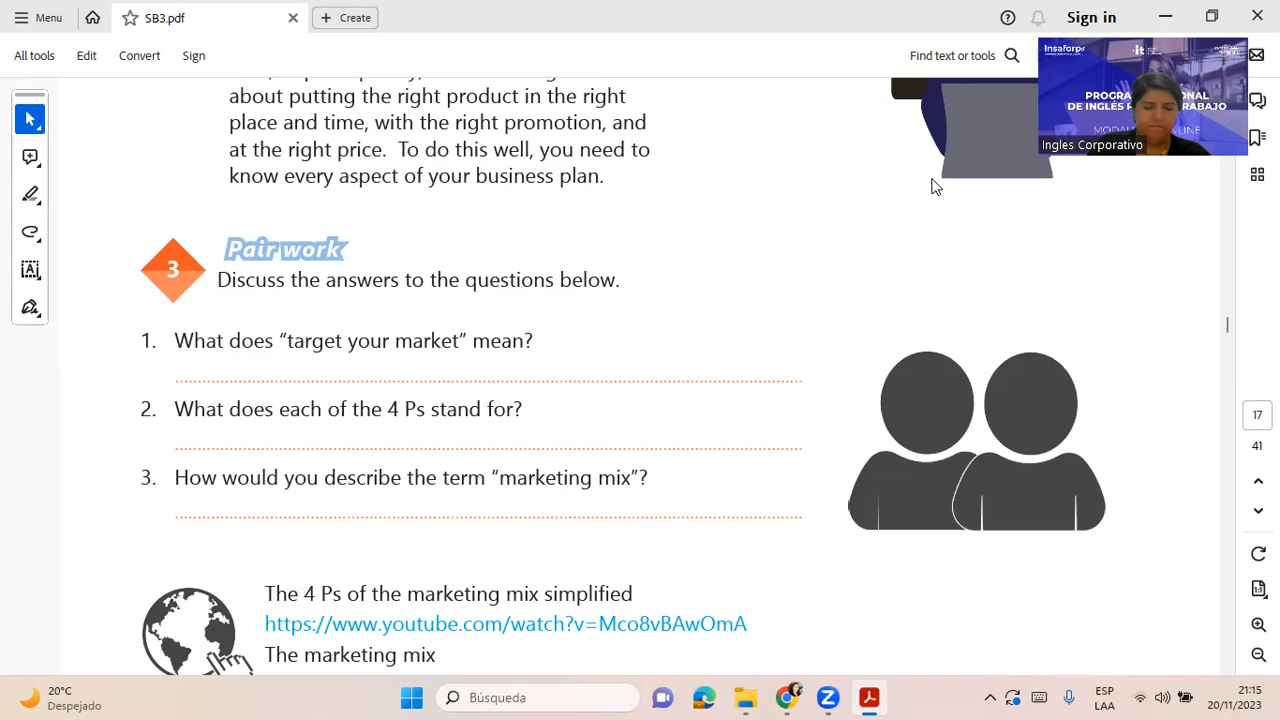 Menu
SB3.pdf
Create
Sign in
All tools
Edit
Convert
Sign
Find text or tools
Insaforp
it
DE INGLÉS
TRABAJO
Ingles Corporativo
about putting the right product in the right
place and time, with the right promotion, and
at the right price. To do this well, you need to
know every aspect of your business plan.
3
Pair work
Discuss the answers to the questions below.
1. What does “target your market” mean?
2. What does each of the 4 Ps stand for?
3. How would you describe the term “marketing mix”?
The 4 Ps of the marketing mix simplified
https://www.youtube.com/watch?v=Mco8vBAwOmA
The marketing mix
17
41
20°C
Despejado
Búsqueda
ESP
LAA
21:15
20/11/2023